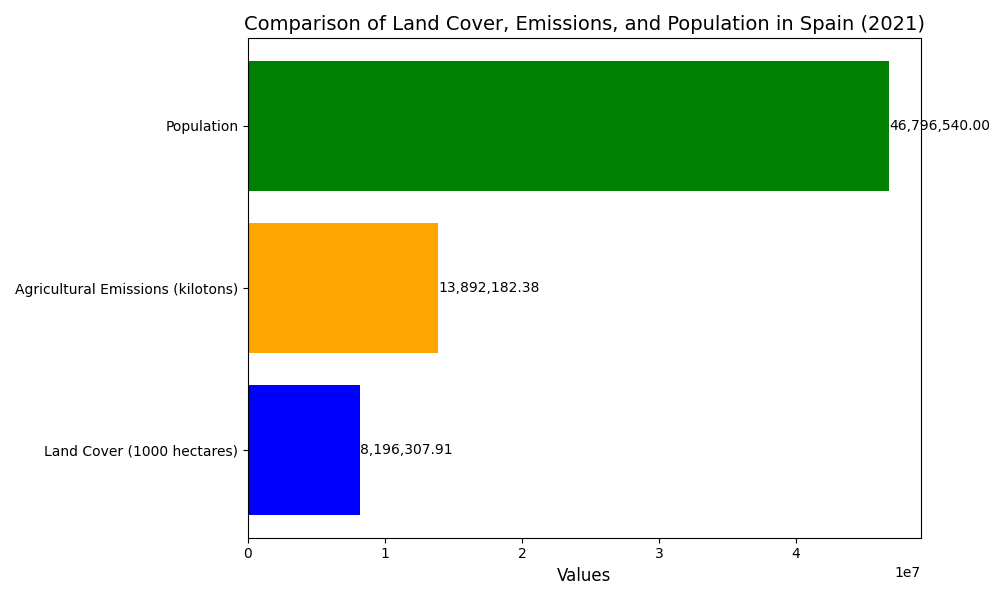 Comparison of Land Cover, Emissions, and Population in Spain (2021)
Population
46,796,540.00
Agricultural Emissions (kilotons)
13,892,182.38
Land Cover (1000 hectares)
8,196,307.91
0 1 2 3 4
1e7
Values